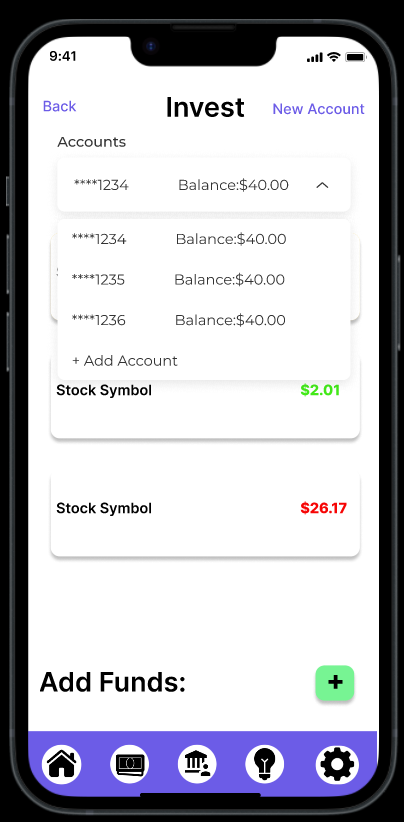 9:41
Back Invest New Account
Accounts
****1234 Balance:$40.00
****1234 Balance:$40.00
****1235 Balance:$40.00
****1236 Balance:$40.00
+ Add Account
Stock Symbol $2.01
Stock Symbol $26.17
Add Funds: +